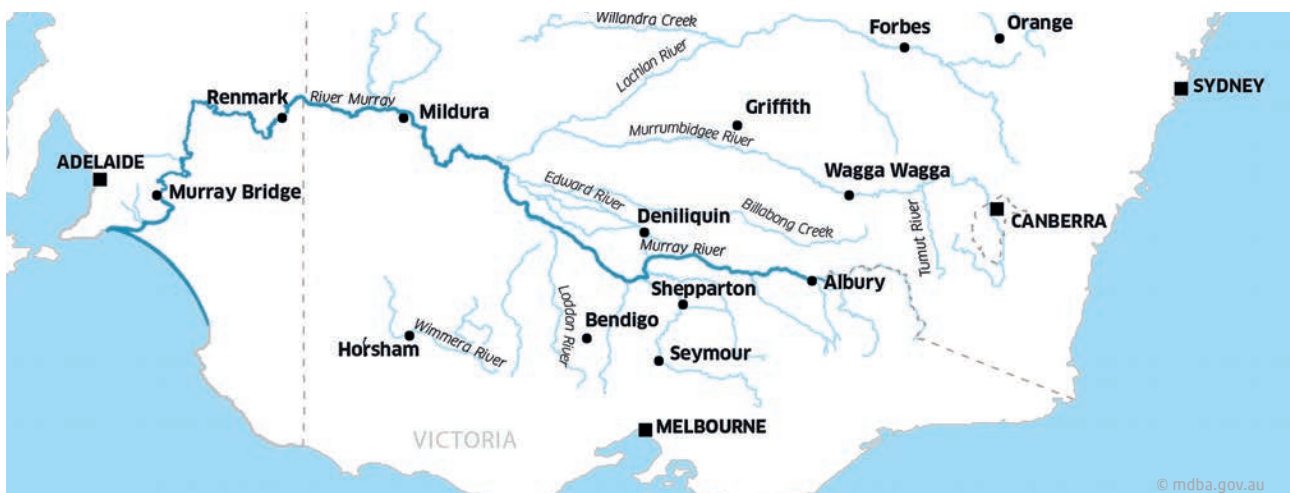 Willandra Creek
Forbes
Orange
Lachlan River
SYDNEY
Renmark
River Murray
Mildura
Griffith
Murrumbidgee River
ADELAIDE
Wagga Wagga
Murray Bridge
Edward River
Deniliquin
Billabong Creek
CANBERRA
Tumut River
Murray River
Albury
Shepparton
Loddon River
Bendigo
Horsham
Wimmera River
Seymour
VICTORIA
MELBOURNE
© mdba.gov.au